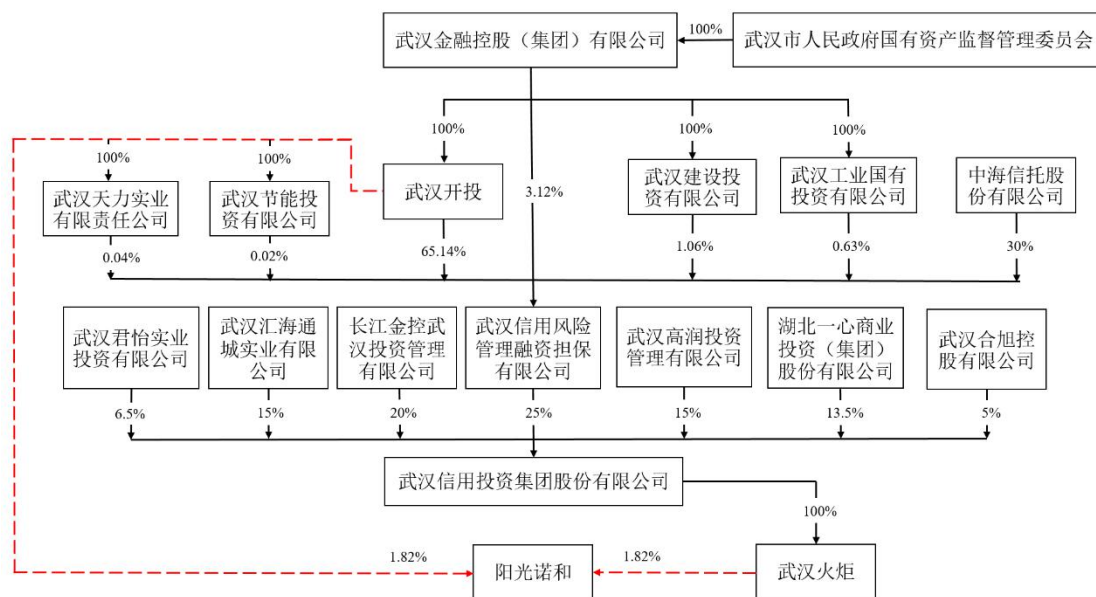 武汉金融控股（集团）有限公司
100%
武汉市人民政府国有资产监督管理委员会
100%
100%
100%
100%
100%
武汉天力实业
有限责任公司
武汉节能投
资有限公司
武汉开投
3.12%
武汉建设投
资有限公司
武汉工业国有
投资有限公司
中海信托股
份有限公司
0.04%
0.02%
65.14%
1.06%
0.63%
30%
武汉君怡实业
投资有限公司
武汉汇海通
城实业有限
公司
长江金控武
汉投资管理
有限公司
武汉信用风险
管理融资担保
有限公司
武汉高润投资
管理有限公司
湖北一心商业
投资（集团）
股份有限公司
武汉合旭控
股有限公司
6.5%
15%
20%
25%
15%
13.5%
5%
武汉信用投资集团股份有限公司
100%
1.82%
阳光诺和
1.82%
武汉火炬